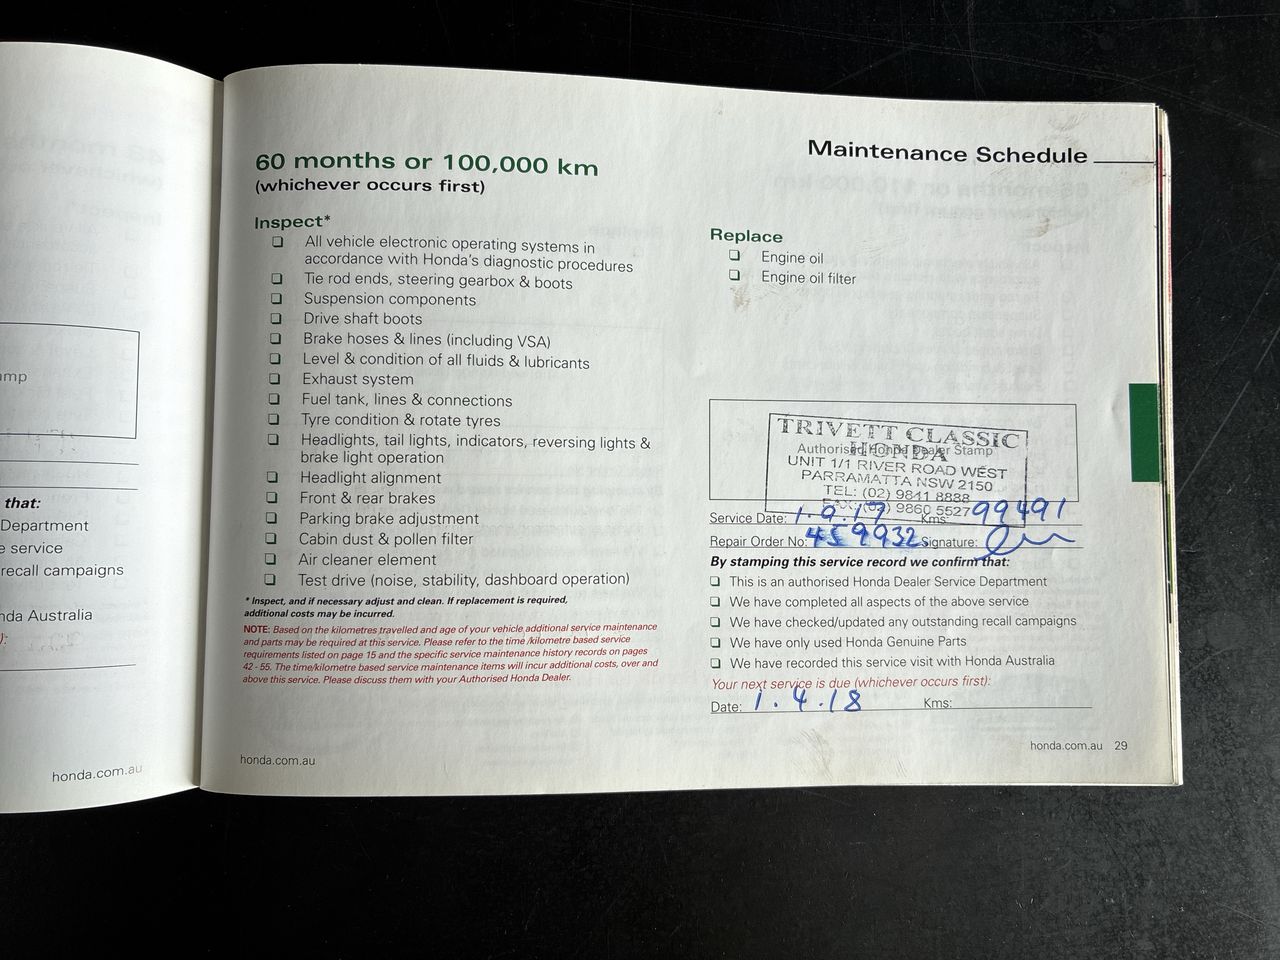 Maintenance Schedule
60 months or 100,000 km
(whichever occurs first)
Inspect*
❏ All vehicle electronic operating systems in
accordance with Honda's diagnostic procedures
❏ Tie rod ends, steering gearbox & boots
❏ Suspension components
❏ Drive shaft boots
❏ Brake hoses & lines (including VSA)
❏ Level & condition of all fluids & lubricants
❏ Exhaust system
❏ Fuel tank, lines & connections
❏ Tyre condition & rotate tyres
❏ Headlights, tail lights, indicators, reversing lights &
brake light operation
❏ Headlight alignment
❏ Front & rear brakes
❏ Parking brake adjustment
❏ Cabin dust & pollen filter
❏ Air cleaner element
❏ Test drive (noise, stability, dashboard operation)
* Inspect, and if necessary adjust and clean. If replacement is required,
additional costs may be incurred.
NOTE: Based on the kilometres travelled and age of your vehicle additional service maintenance
and parts may be required at this service. Please refer to the time /kilometre based service
requirements listed on page 15 and the specific service maintenance history records on pages
42 - 55. The time/kilometre based service maintenance items will incur additional costs, over and
above this service. Please discuss them with your Authorised Honda Dealer.
honda.com.au
Replace
❏ Engine oil
❏ Engine oil filter
TRIVETT CLASSIC
HONDA
Authorised Honda Dealer Stamp
UNIT 1/1 RIVER ROAD WEST
PARRAMATTA NSW 2150
TEL: (02) 9841 8888
FAX: (02) 9860 5527
Service Date: 1.9.17 Kms 99491
Repair Order No: 459932 Signature:
By stamping this service record we confirm that:
❏ This is an authorised Honda Dealer Service Department
❏ We have completed all aspects of the above service
❏ We have checked/updated any outstanding recall campaigns
❏ We have only used Honda Genuine Parts
❏ We have recorded this service visit with Honda Australia
Your next service is due (whichever occurs first):
Date: 1.4.18 Kms:
honda.com.au 29
that:
Department
service
recall campaigns
nda Australia
honda.com.au